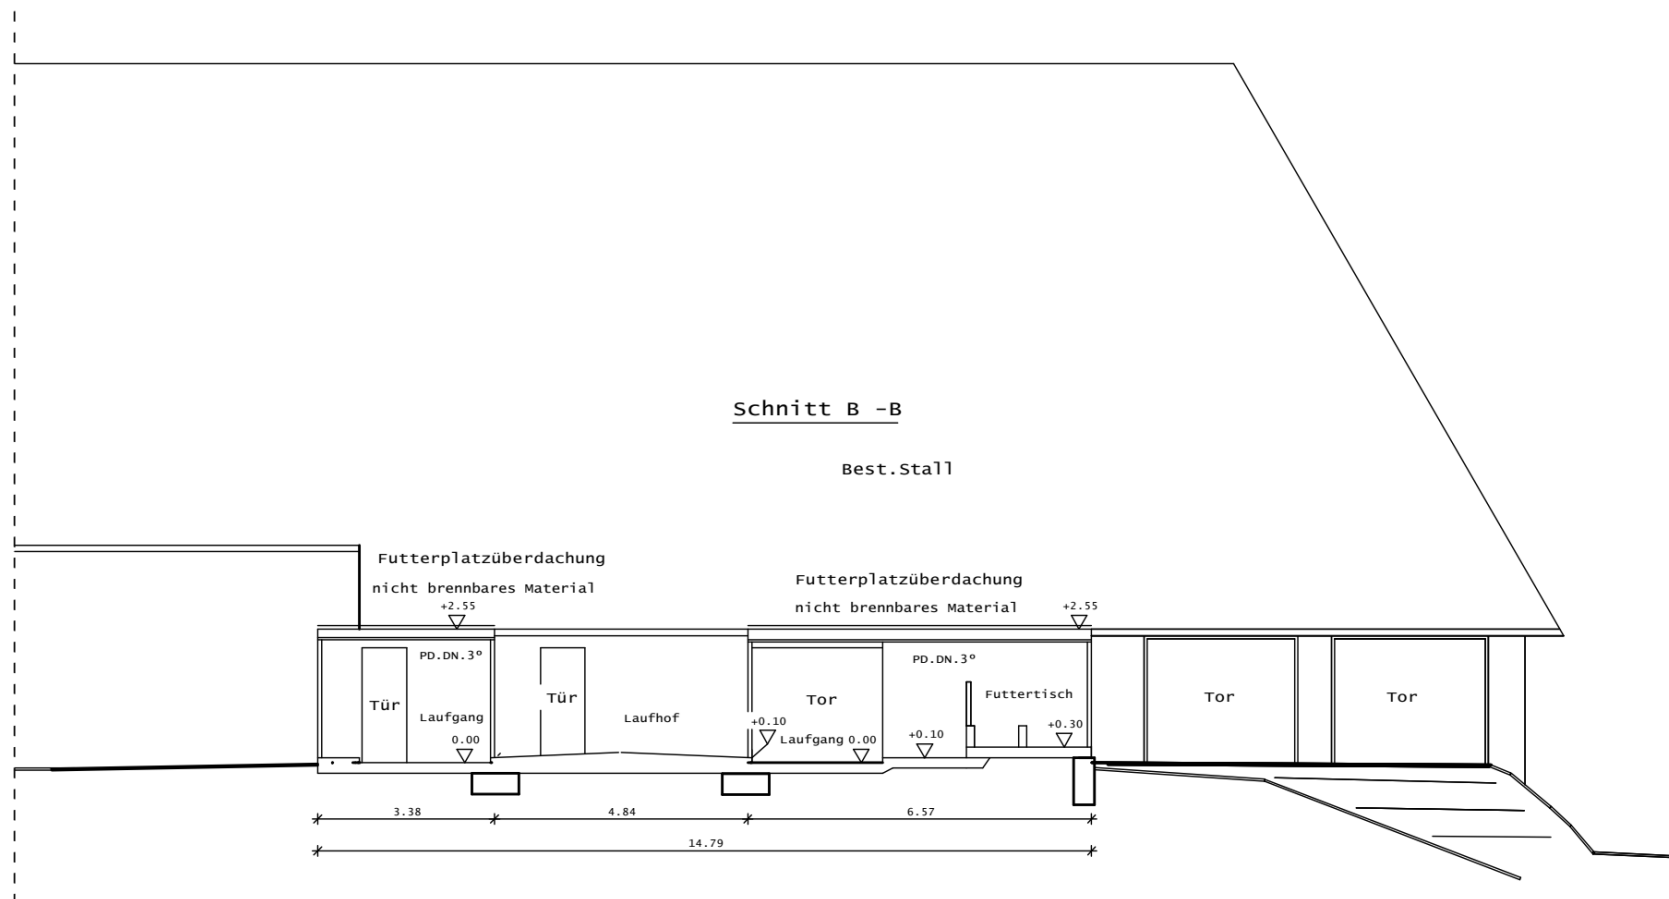 Schnitt B -B
Best.Stall
Futterplatzüberdachung
nicht brennbares Material
+2.55
Futterplatzüberdachung
nicht brennbares Material
+2.55
PD.DN.3°
Tür
Laufgang
0.00
Tür
Laufhof
Tor
+0.10
Laufgang
0.00
PD.DN.3°
Futtertisch
+0.10
+0.30
Tor
Tor
3.38
4.84
6.57
14.79